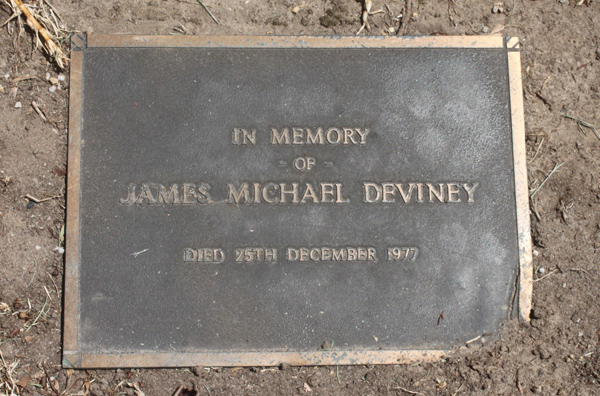 IN MEMORY
- OF -
JAMES MICHAEL DEVINEY
DIED 25TH DECEMBER 1977